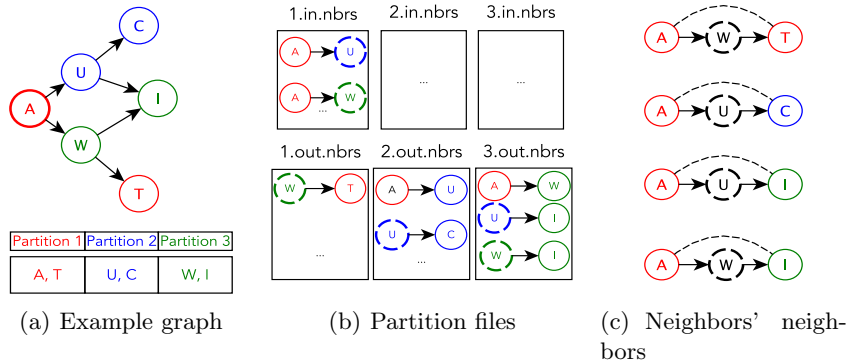 C
U
A
I
W
T
Partition 1 Partition 2 Partition 3
A, T U, C W, I
(a) Example graph
1.in.nbrs 2.in.nbrs 3.in.nbrs
A U
A W
... ... ...
1.out.nbrs 2.out.nbrs 3.out.nbrs
W T A U A W
U C U I
W I
... ...
(b) Partition files
A W T
A U C
A U I
A W I
(c) Neighbors' neigh-
bors